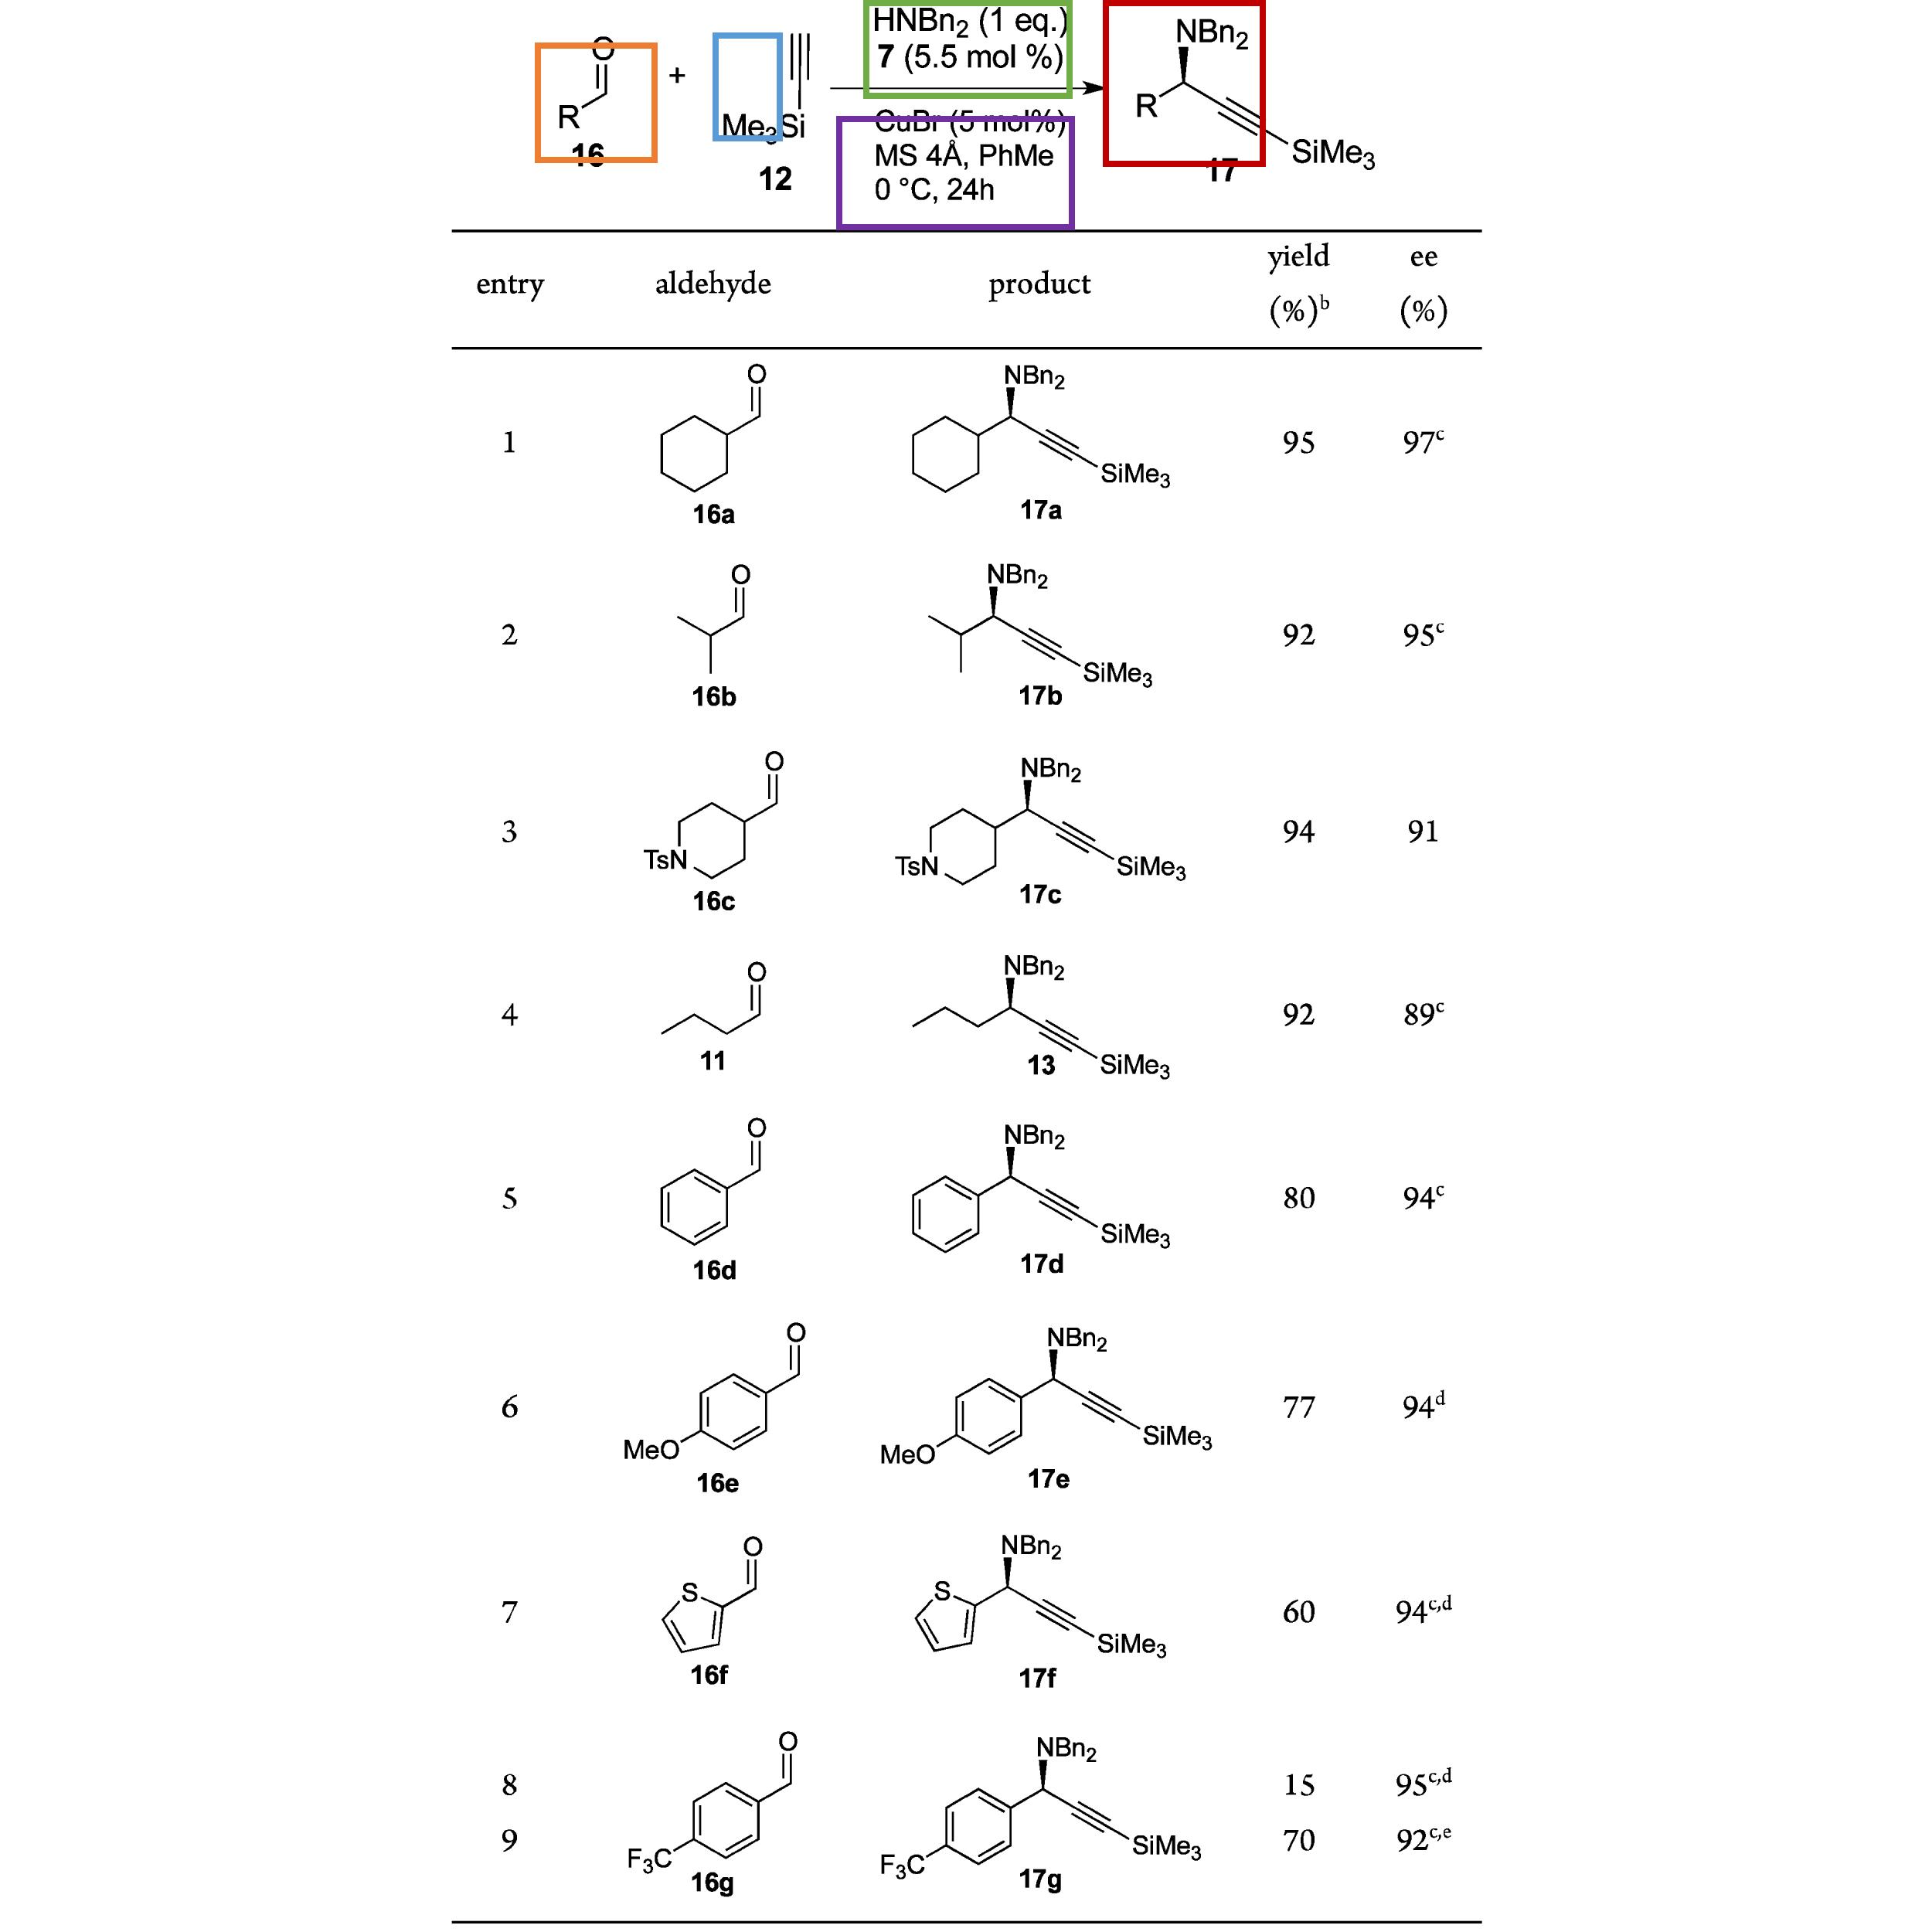 HNBn2 (1 eq.)
7 (5.5 mol %)
O
R
16
+
Me3Si
12
CuBr (5 mol%)
MS 4Å, PhMe
0 °C, 24h
NBn2
R
SiMe3
17
entry aldehyde product yield (%)b ee (%)
1 95 97c
O
16a
NBn2
SiMe3
17a
2 92 95c
O
16b
NBn2
SiMe3
17b
3 94 91
O
TsN
16c
NBn2
TsN
SiMe3
17c
4 92 89c
O
11
NBn2
SiMe3
13
5 80 94c
O
16d
NBn2
SiMe3
17d
6 77 94d
O
MeO
16e
NBn2
MeO
SiMe3
17e
7 60 94c,d
O
S
16f
NBn2
S
SiMe3
17f
8 15 95c,d
9 70 92c,e
O
F3C
16g
NBn2
F3C
SiMe3
17g